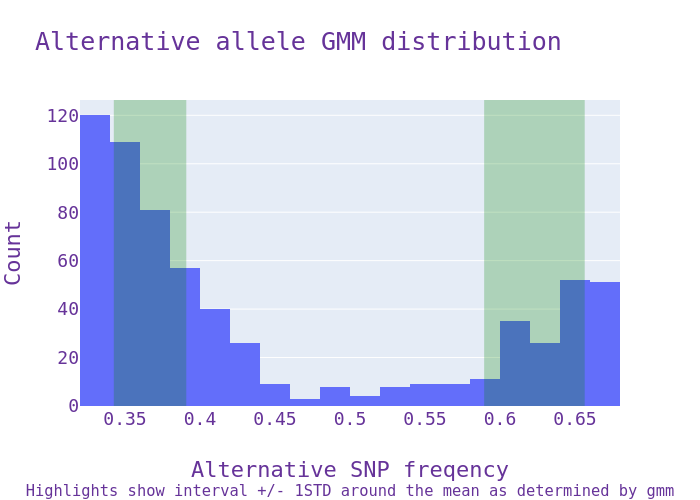 Alternative allele GMM distribution
Count
120
100
80
60
40
20
0
0.35 0.4 0.45 0.5 0.55 0.6 0.65
Alternative SNP freqency
Highlights show interval +/- 1STD around the mean as determined by gmm